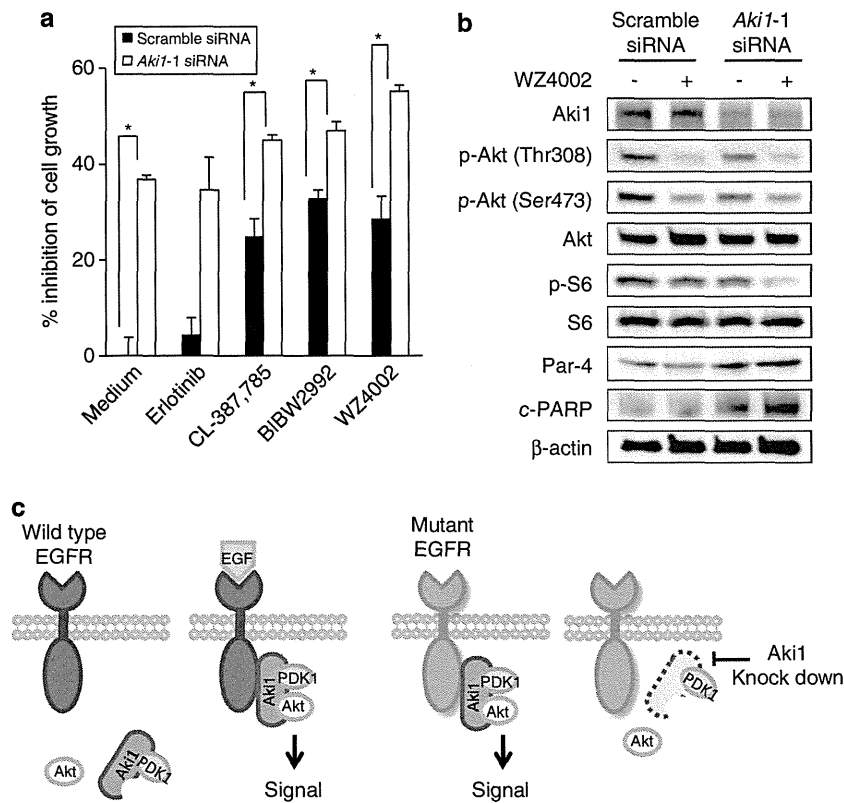 a
Scramble siRNA
Aki1-1 siRNA
% inhibition of cell growth
60
40
20
0
*
*
*
*
Medium
Erlotinib
CL-387,785
BIBW2992
WZ4002
b
Scramble siRNA
Aki1-1 siRNA
WZ4002 - + - +
Aki1
p-Akt (Thr308)
p-Akt (Ser473)
Akt
p-S6
S6
Par-4
c-PARP
β-actin
c
Wild type
EGFR
Akt
Aki1
PDK1
EGF
Aki1
PDK1
Akt
Signal
Mutant
EGFR
Aki1
PDK1
Akt
Signal
PDK1
Akt
Aki1
Knock down